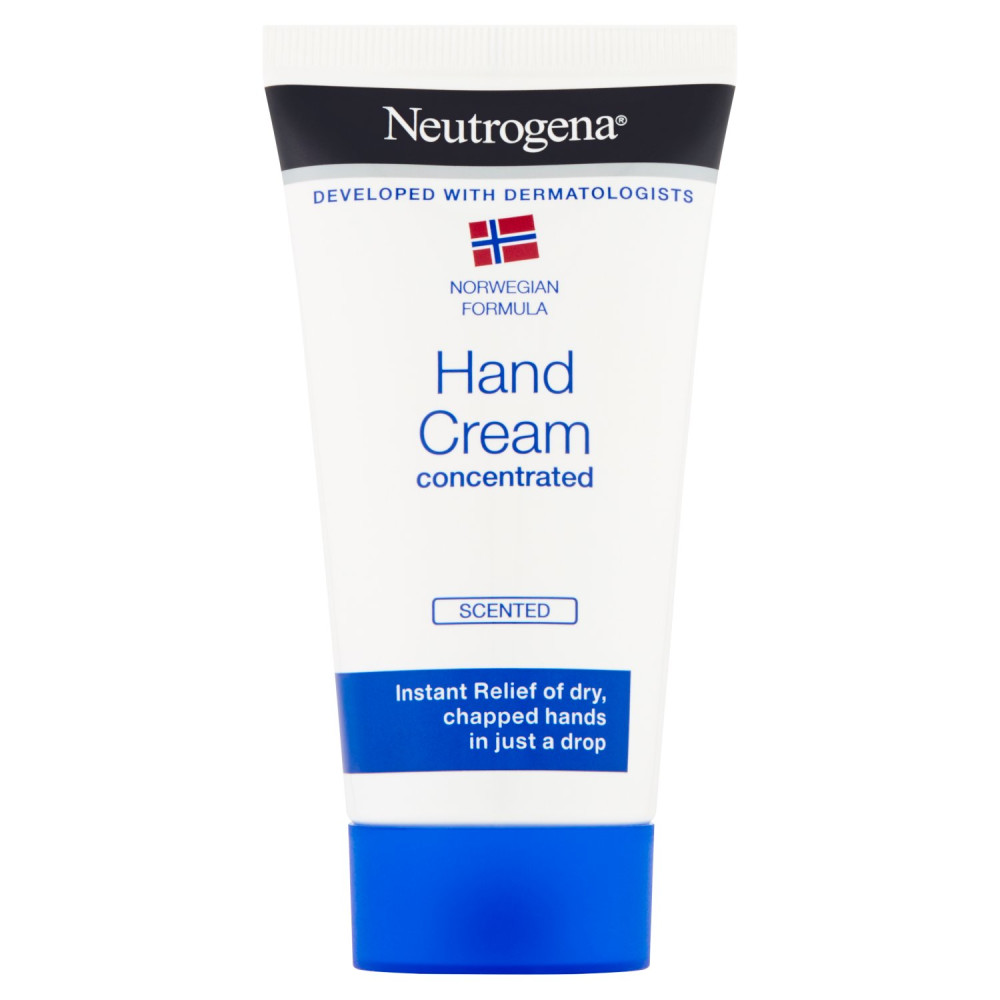 Neutrogena®
DEVELOPED WITH DERMATOLOGISTS
NORWEGIAN
FORMULA
Hand
Cream
concentrated
SCENTED
Instant Relief of dry,
chapped hands
in just a drop